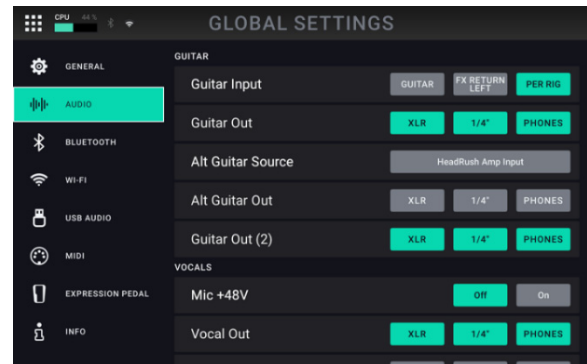 CPU 44 % GLOBAL SETTINGS
GENERAL
AUDIO
BLUETOOTH
WI-FI
USB AUDIO
MIDI
EXPRESSION PEDAL
INFO
GUITAR
Guitar Input GUITAR FX RETURN LEFT PER RIG
Guitar Out XLR 1/4" PHONES
Alt Guitar Source HeadRush Amp Input
Alt Guitar Out XLR 1/4" PHONES
Guitar Out (2) XLR 1/4" PHONES
VOCALS
Mic +48V Off On
Vocal Out XLR 1/4" PHONES